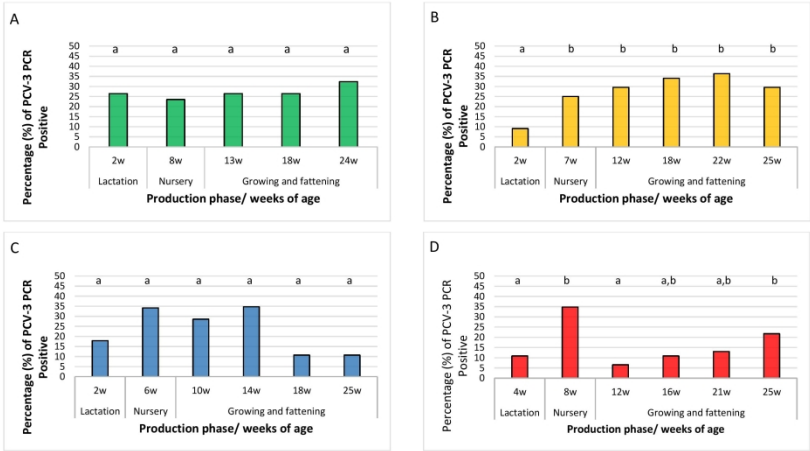 A
Percentage (%) of PCV-3 PCR
Positive
50
45
40
35
30
25
20
15
10
5
0
a a a a a
2w 8w 13w 18w 24w
Lactation Nursery Growing and fattening
Production phase/ weeks of age
B
Percentage (%) of PCV-3 PCR
Positive
50
45
40
35
30
25
20
15
10
5
0
a b b b b b
2w 7w 12w 18w 22w 25w
Lactation Nursery Growing and fattening
Production phase/ weeks of age
C
Percentage (%) of PCV-3 PCR
Positive
50
45
40
35
30
25
20
15
10
5
0
a a a a a a
2w 6w 10w 14w 18w 25w
Lactation Nursery Growing and fattening
Production phase/ weeks of age
D
Percentage (%) of PCV-3 PCR
Positive
50
45
40
35
30
25
20
15
10
5
0
a b a a,b a,b b
4w 8w 12w 16w 21w 25w
Lactation Nursery Growing and fattening
Production phase/ weeks of age